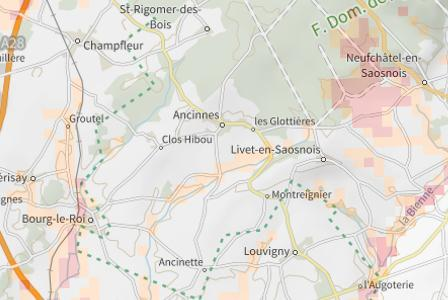 St-Rigomer-des-
Bois
F. Dom. de
Champfleur
A28
Neufchâtel-en-
Saosnois
Groutel
Ancinnes
les Glottières
Clos Hibou
Livet-en-Saosnois
Montreignier
Bourg-le-Roi
la Bienne
Ancinette
Louvigny
l'Augoterie